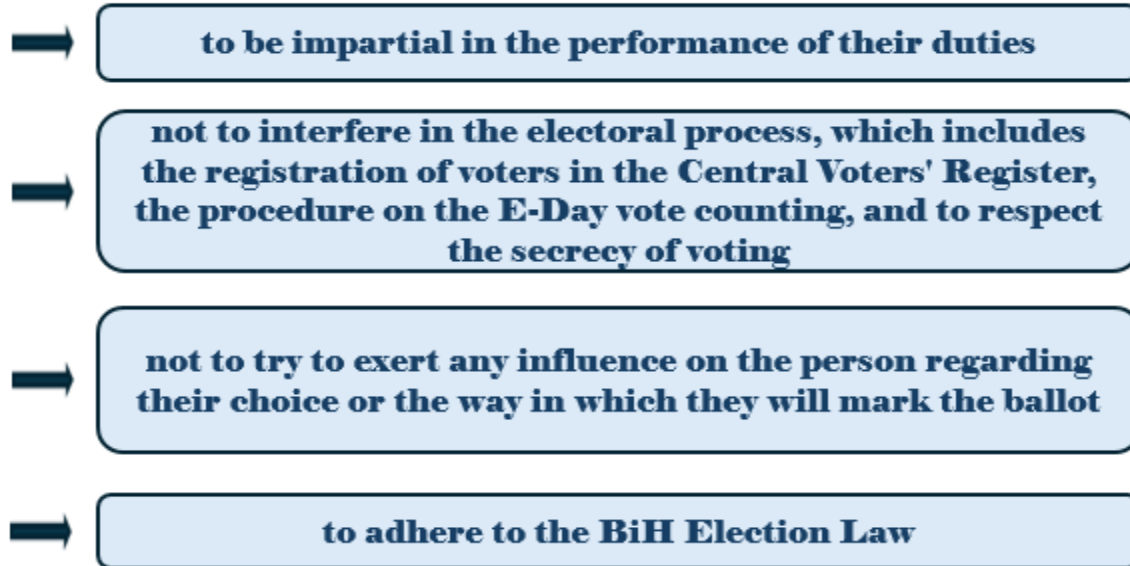 to be impartial in the performance of their duties
not to interfere in the electoral process, which includes
the registration of voters in the Central Voters' Register,
the procedure on the E-Day vote counting, and to respect
the secrecy of voting
not to try to exert any influence on the person regarding
their choice or the way in which they will mark the ballot
to adhere to the BiH Election Law